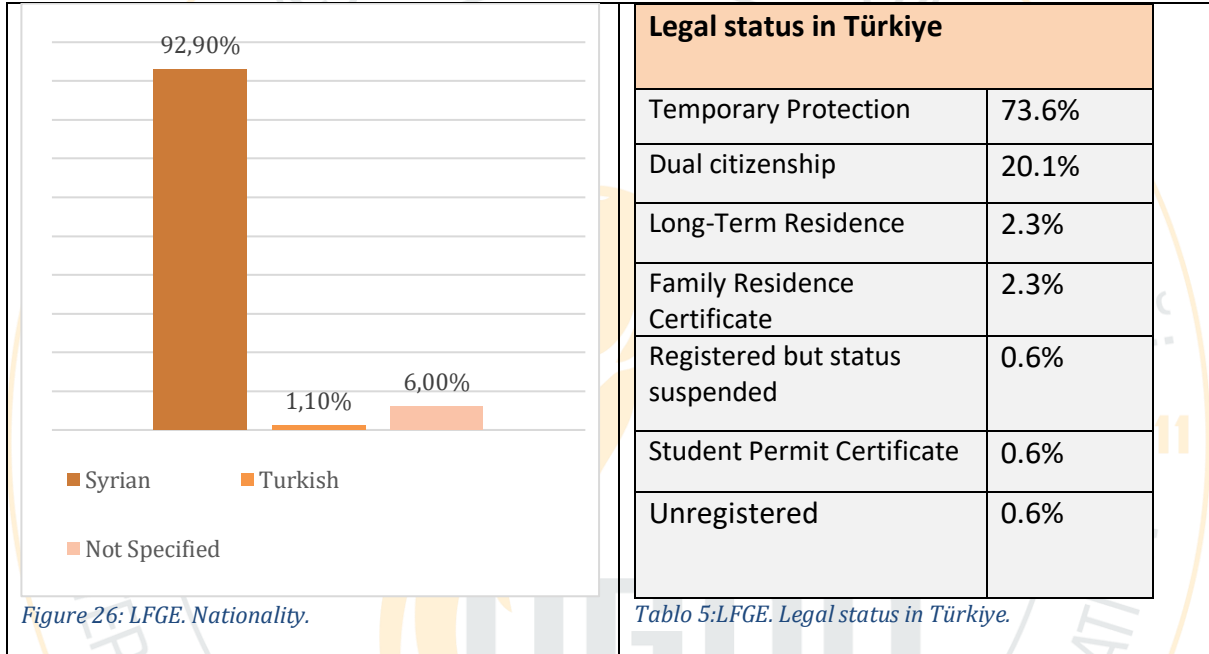 92,90%
1,10%
6,00%
Syrian
Turkish
Not Specified
Figure 26: LFGE. Nationality.
Legal status in Türkiye
Temporary Protection 73.6%
Dual citizenship 20.1%
Long-Term Residence 2.3%
Family Residence
Certificate 2.3%
Registered but status
suspended 0.6%
Student Permit Certificate 0.6%
Unregistered 0.6%
Tablo 5:LFGE. Legal status in Türkiye.